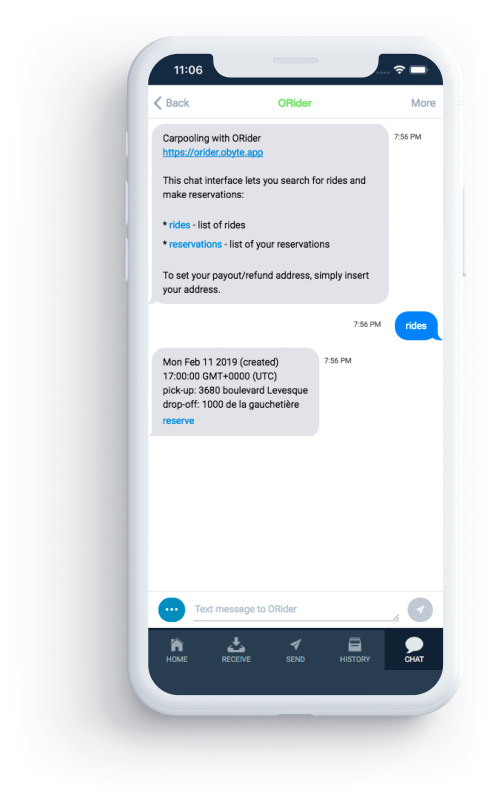 11:06
Back
ORider
More
Carpooling with ORider
https://orider.obyte.app
This chat interface lets you search for rides and
make reservations:
* rides - list of rides
* reservations - list of your reservations
To set your payout/refund address, simply insert
your address.
7:56 PM
7:56 PM
rides
Mon Feb 11 2019 (created)
17:00:00 GMT+0000 (UTC)
pick-up: 3680 boulevard Levesque
drop-off: 1000 de la gauchetière
reserve
7:56 PM
Text message to ORider
HOME
RECEIVE
SEND
HISTORY
CHAT